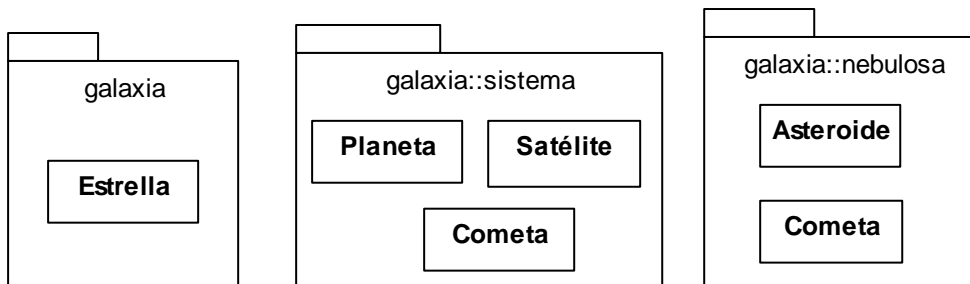 galaxia
Estrella
galaxia::sistema
Planeta
Satélite
Cometa
galaxia::nebulosa
Asteroide
Cometa